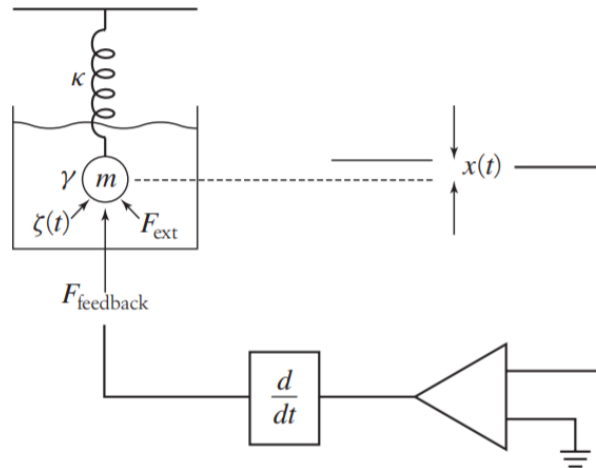 κ
γ m
x(t)
ζ(t) F_ext
F_feedback
d
dt